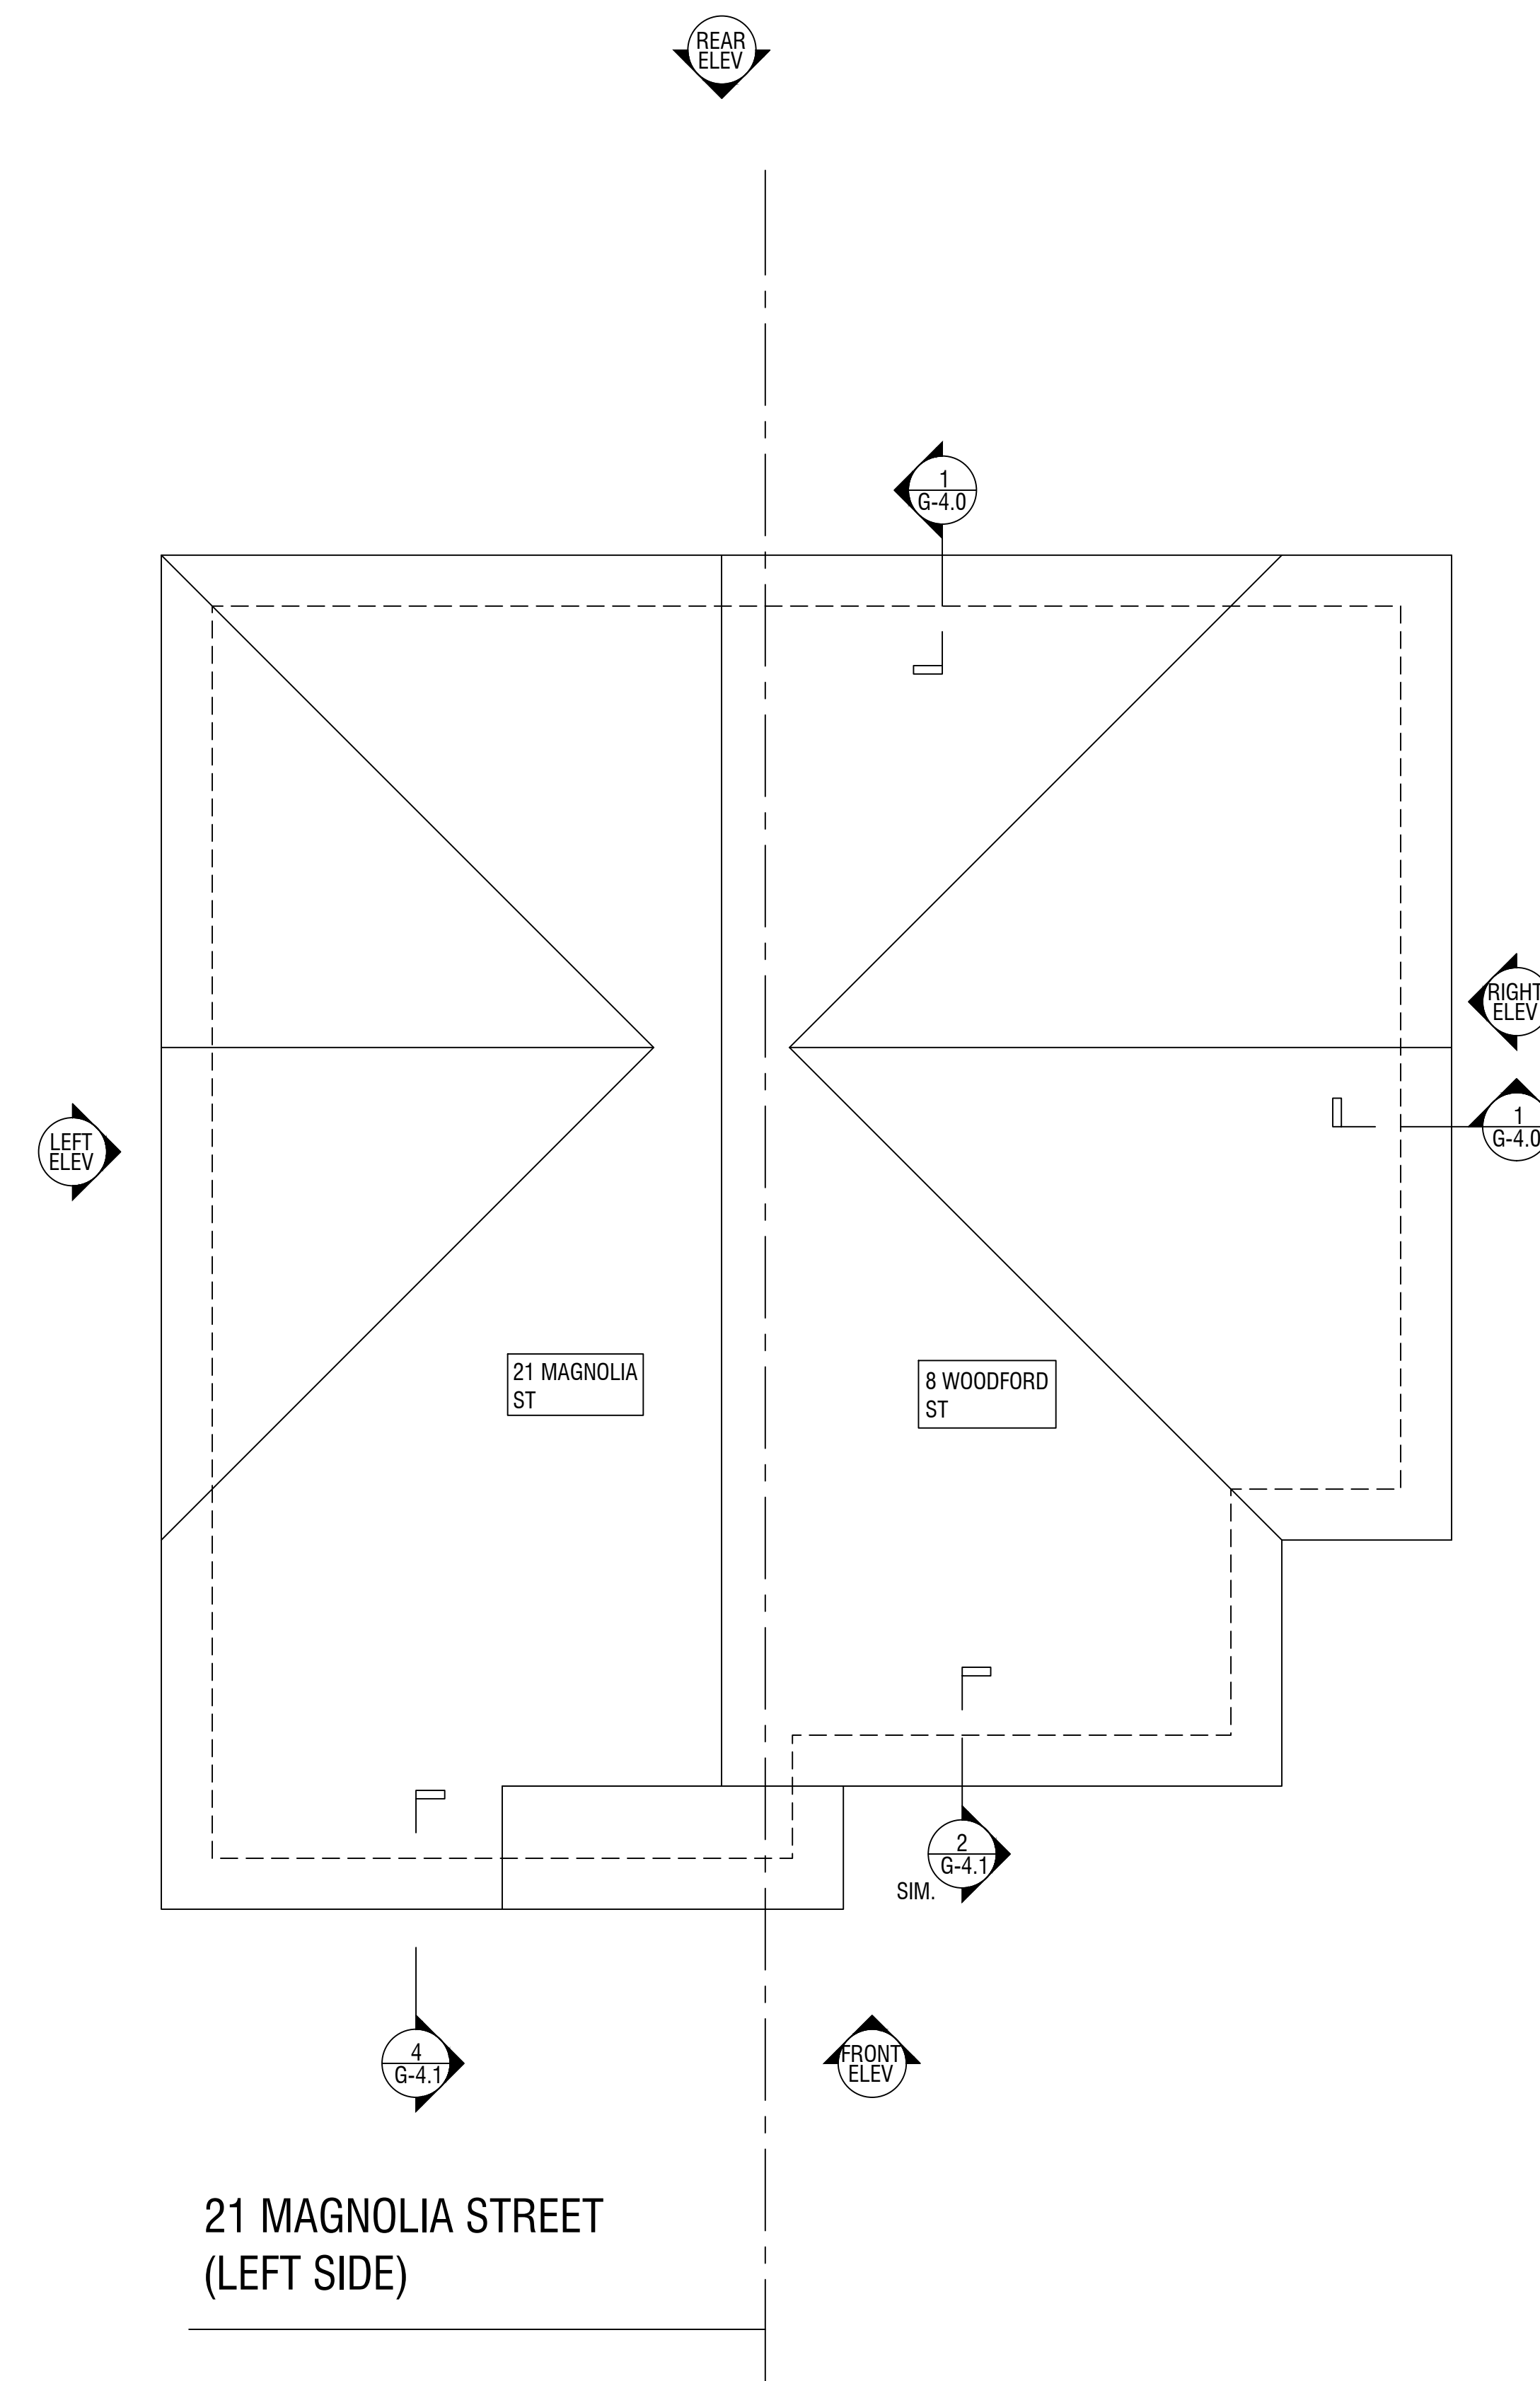 REAR
ELEV
1
G-4.0
RIGHT
ELEV
1
G-4.0
LEFT
ELEV
21 MAGNOLIA
ST
8 WOODFORD
ST
2
G-4.1
SIM.
4
G-4.1
FRONT
ELEV
21 MAGNOLIA STREET
(LEFT SIDE)